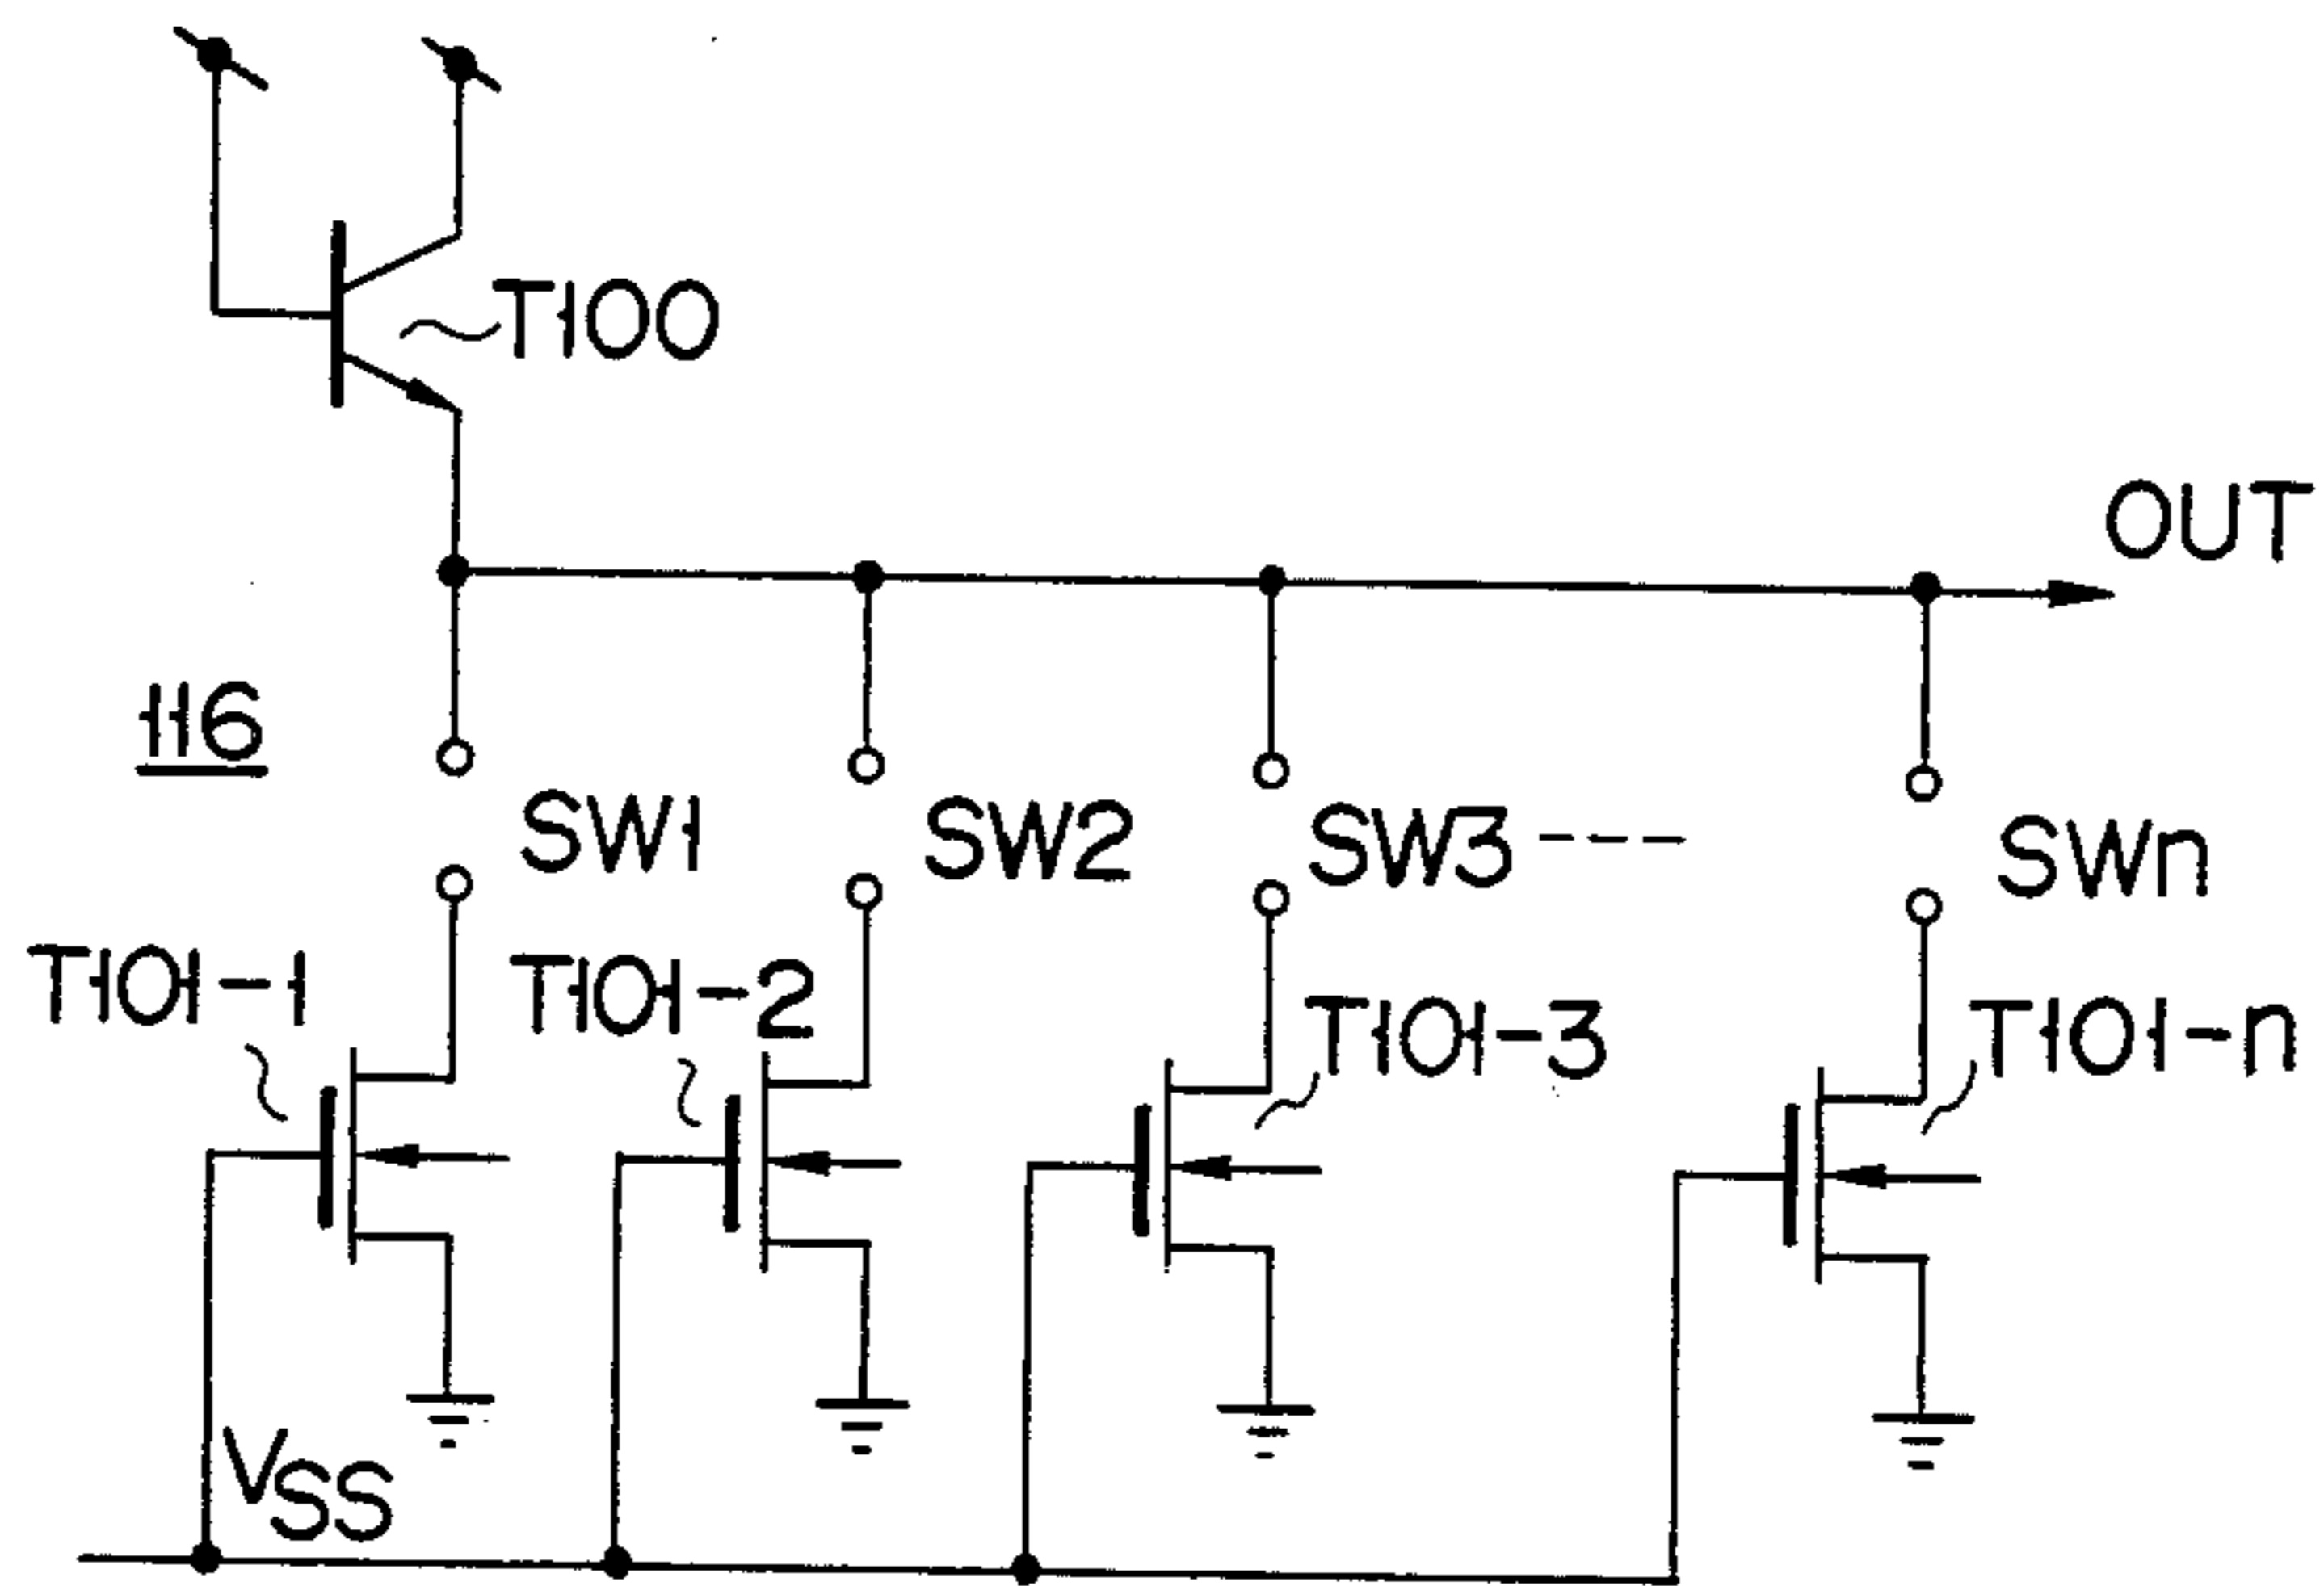 T100
OUT
116
SW1
SW2
SW3 ---
SWn
T101-1
T101-2
T101-3
T101-n
VSS